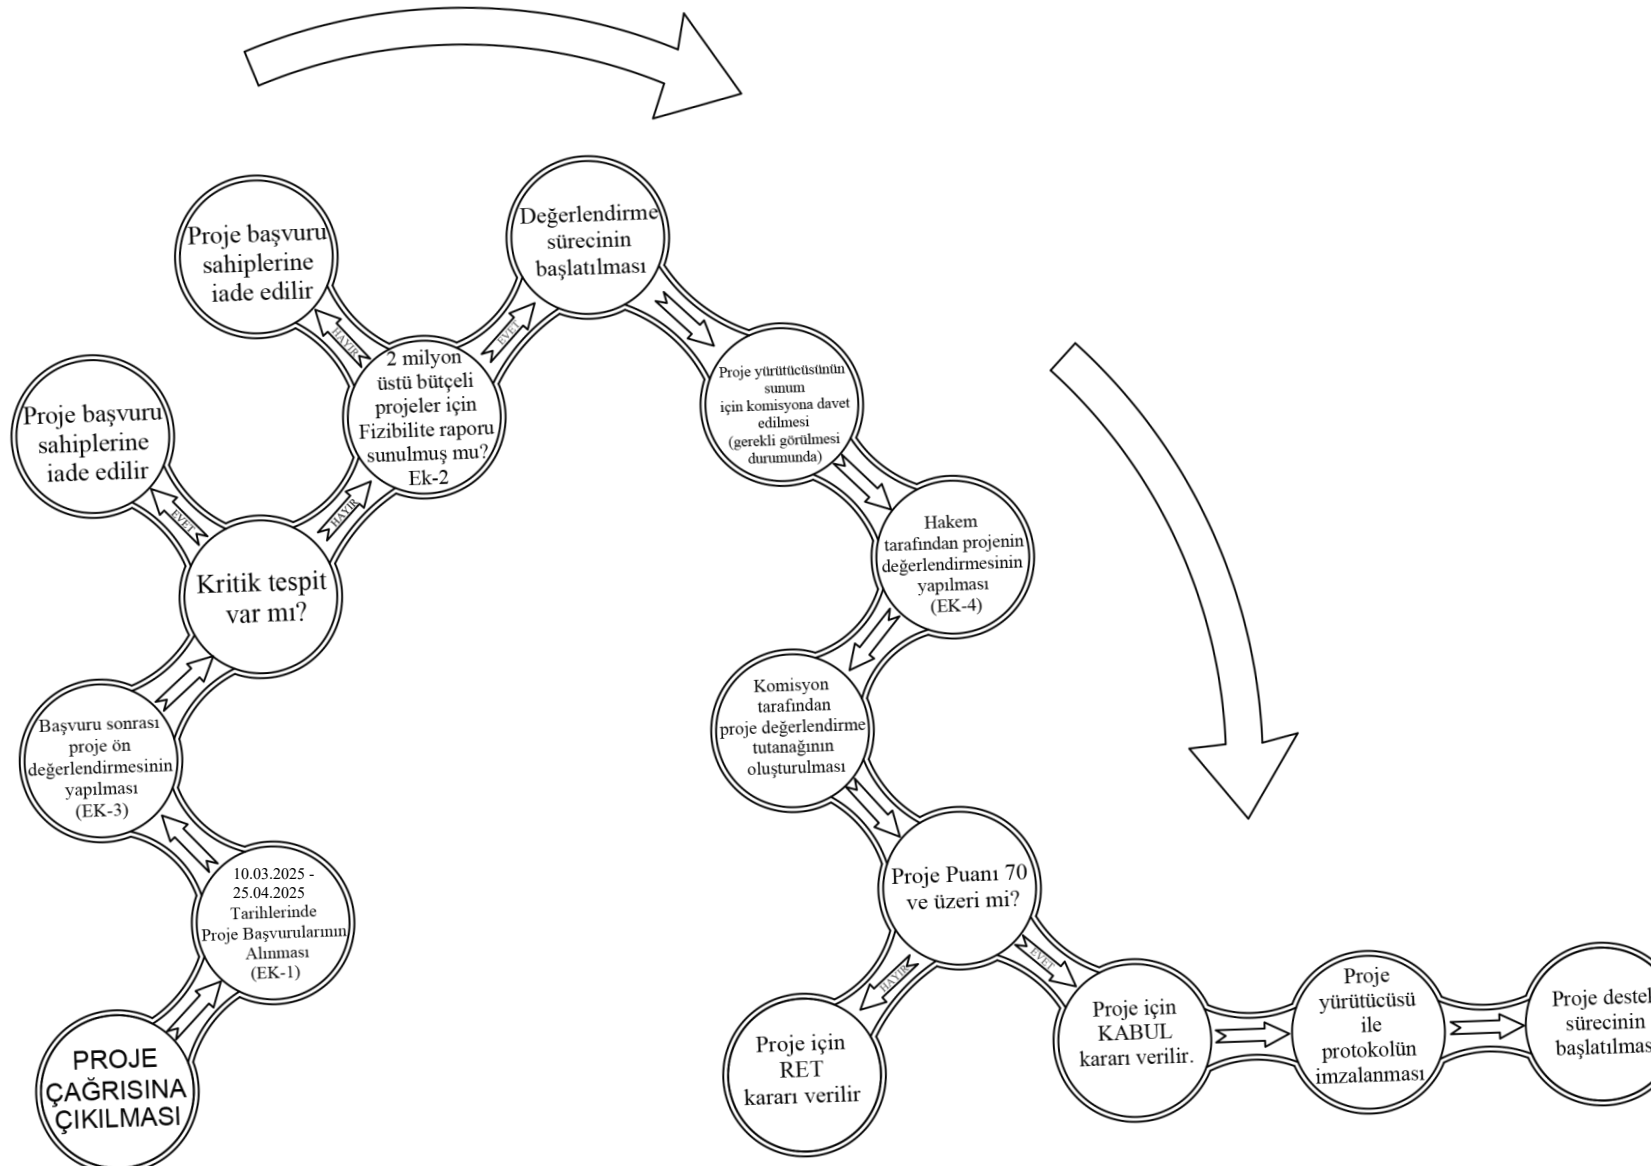 PROJE
ÇAĞRISINA
ÇIKILMASI
10.03.2025 -
25.04.2025
Tarihlerinde
Proje Başvurularının
Alınması
(EK-1)
Başvuru sonrası
proje ön
değerlendirmesinin
yapılması
(EK-3)
Kritik tespit
var mı?
EVET
Proje başvuru
sahiplerine
iade edilir
HAYIR
2 milyon
üstü bütçeli
projeler için
Fizibilite raporu
sunulmuş mu?
Ek-2
HAYIR
Proje başvuru
sahiplerine
iade edilir
EVET
Değerlendirme
sürecinin
başlatılması
Proje yürütücüsünün
sunum
için komisyona davet
edilmesi
(gerekli görülmesi
durumunda)
Hakem
tarafından projenin
değerlendirmesinin
yapılması
(EK-4)
Komisyon
tarafından
proje değerlendirme
tutanağının
oluşturulması
Proje Puanı 70
ve üzeri mi?
HAYIR
Proje için
RET
kararı verilir
EVET
Proje için
KABUL
kararı verilir.
Proje
yürütücüsü
ile
protokolün
imzalanması
Proje destek
sürecinin
başlatılması